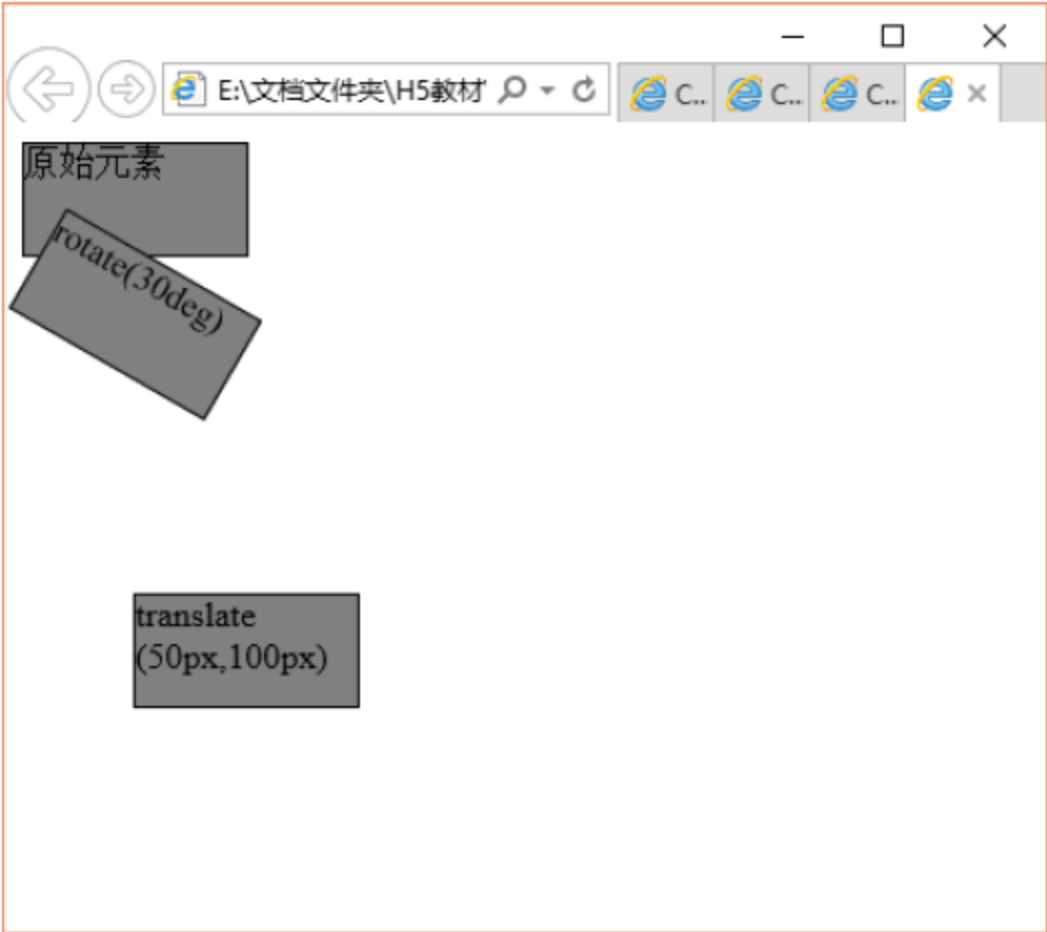 E:\文档文件夹\H5教材
C..
C..
C..
原始元素
rotate(30deg)
translate
(50px,100px)